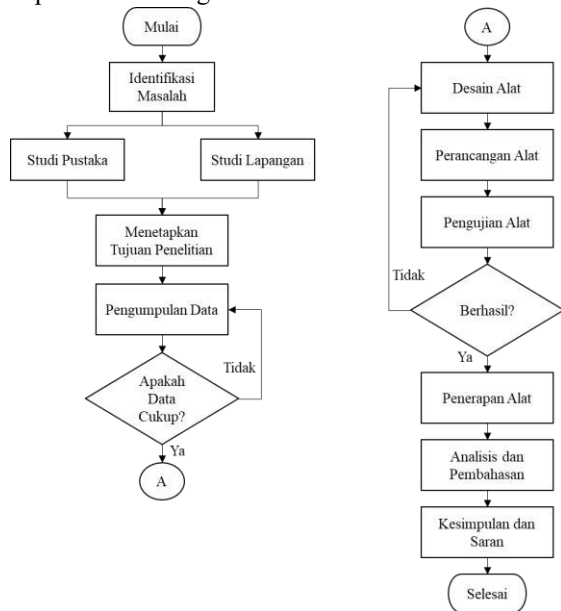 Mulai
Identifikasi
Masalah
Studi Pustaka
Studi Lapangan
Menetapkan
Tujuan Penelitian
Pengumpulan Data
Tidak
Apakah
Data
Cukup?
Ya
A
A
Desain Alat
Perancangan Alat
Pengujian Alat
Tidak
Berhasil?
Ya
Penerapan Alat
Analisis dan
Pembahasan
Kesimpulan dan
Saran
Selesai